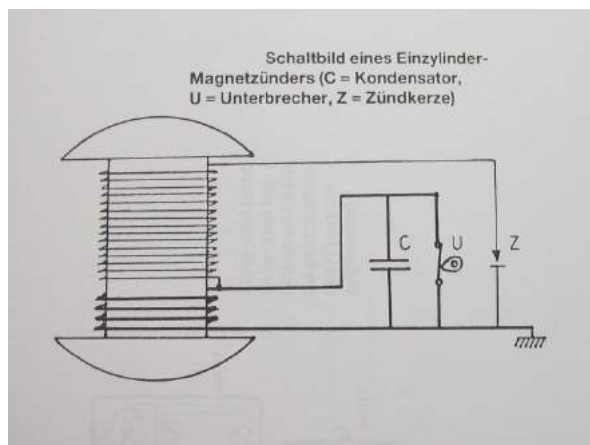 Schaltbild eines Einzylinder-
Magnetzünders (C = Kondensator,
U = Unterbrecher, Z = Zündkerze)
C U Z